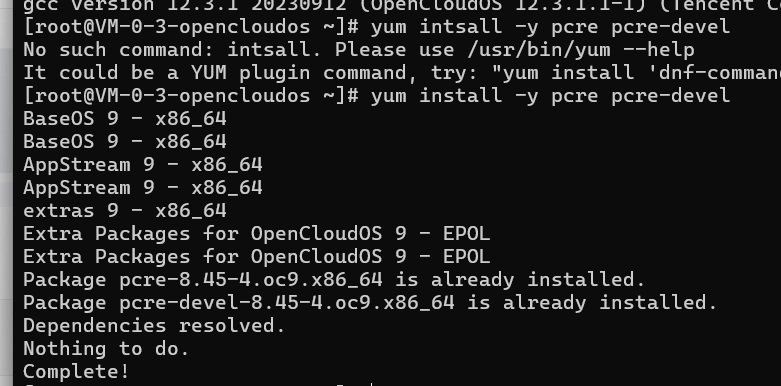 gcc version 12.3.1 20230912 (OpenCloudOS 12.3.1.1-1) (Tencent Co
[root@VM-0-3-opencloudos ~]# yum intsall -y pcre pcre-devel
No such command: intsall. Please use /usr/bin/yum --help
It could be a YUM plugin command, try: "yum install 'dnf-comman
[root@VM-0-3-opencloudos ~]# yum install -y pcre pcre-devel
BaseOS 9 - x86_64
BaseOS 9 - x86_64
AppStream 9 - x86_64
AppStream 9 - x86_64
extras 9 - x86_64
Extra Packages for OpenCloudOS 9 - EPOL
Extra Packages for OpenCloudOS 9 - EPOL
Package pcre-8.45-4.oc9.x86_64 is already installed.
Package pcre-devel-8.45-4.oc9.x86_64 is already installed.
Dependencies resolved.
Nothing to do.
Complete!